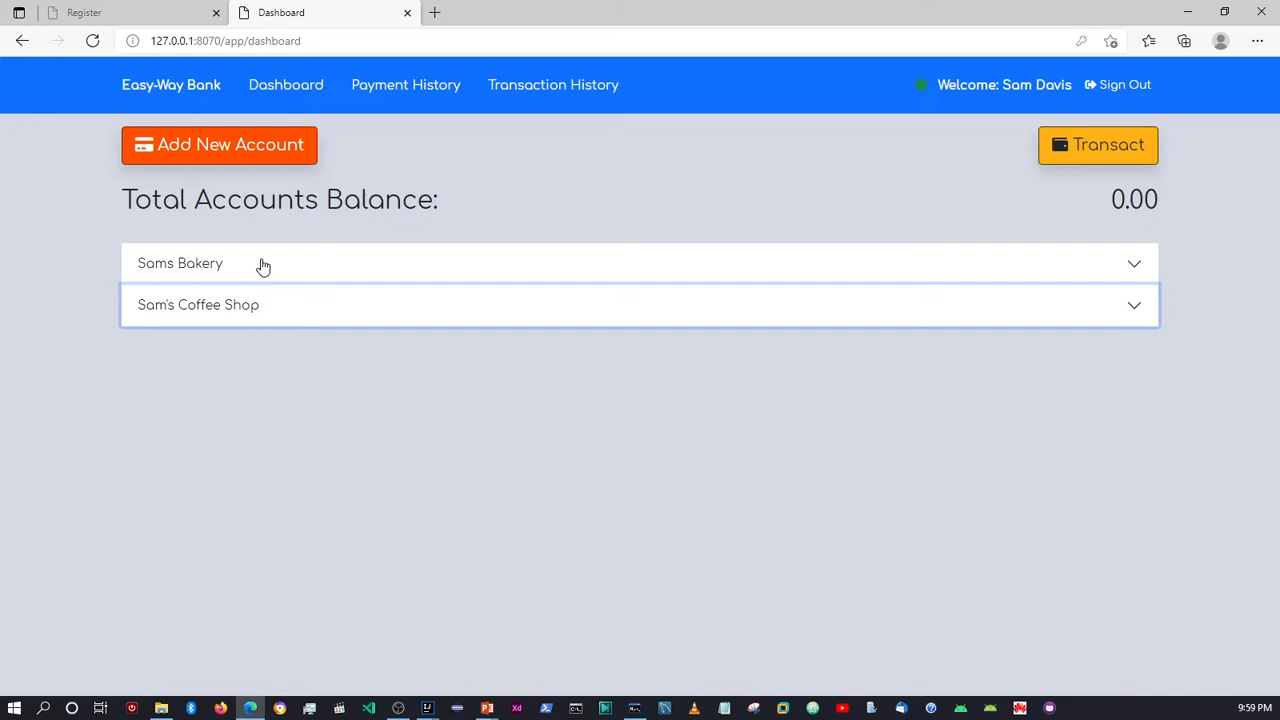 Register
Dashboard
127.0.0.1:8070/app/dashboard
Easy-Way Bank Dashboard Payment History Transaction History Welcome: Sam Davis Sign Out
Add New Account Transact
Total Accounts Balance: 0.00
Sams Bakery
Sam's Coffee Shop
9:59 PM